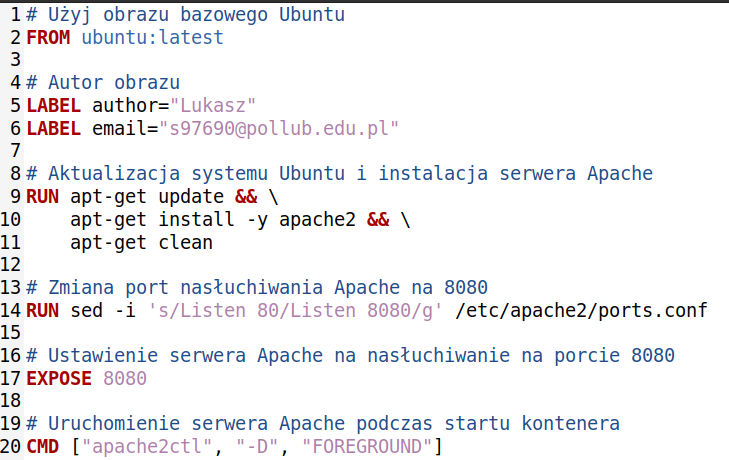 1 # Użyj obrazu bazowego Ubuntu
2 FROM ubuntu:latest
3
4 # Autor obrazu
5 LABEL author="Lukasz"
6 LABEL email="s97690@pollub.edu.pl"
7
8 # Aktualizacja systemu Ubuntu i instalacja serwera Apache
9 RUN apt-get update && \
10     apt-get install -y apache2 && \
11     apt-get clean
12
13 # Zmiana port nasłuchiwania Apache na 8080
14 RUN sed -i 's/Listen 80/Listen 8080/g' /etc/apache2/ports.conf
15
16 # Ustawienie serwera Apache na nasłuchiwanie na porcie 8080
17 EXPOSE 8080
18
19 # Uruchomienie serwera Apache podczas startu kontenera
20 CMD ["apache2ctl", "-D", "FOREGROUND"]